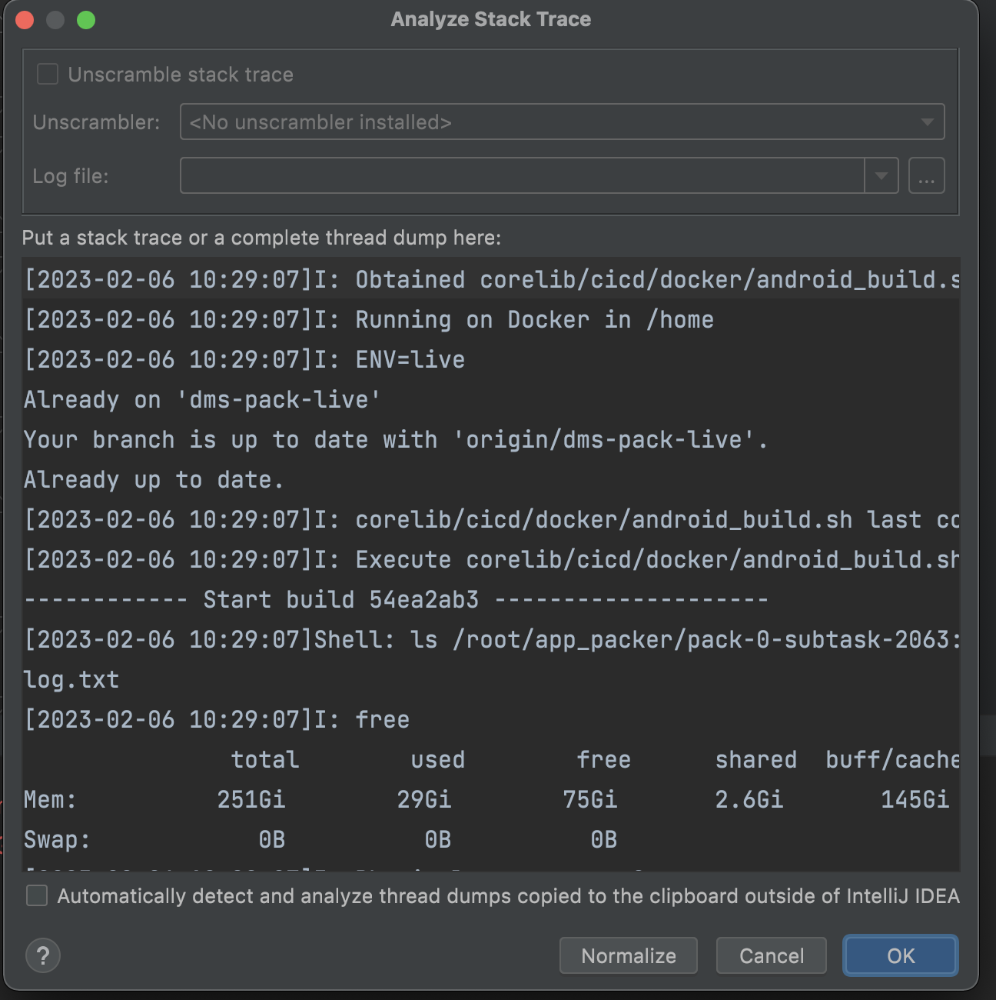 Analyze Stack Trace
Unscramble stack trace
Unscrambler: <No unscrambler installed>
Log file: ...
Put a stack trace or a complete thread dump here:
[2023-02-06 10:29:07]I: Obtained corelib/cicd/docker/android_build.s
[2023-02-06 10:29:07]I: Running on Docker in /home
[2023-02-06 10:29:07]I: ENV=live
Already on 'dms-pack-live'
Your branch is up to date with 'origin/dms-pack-live'.
Already up to date.
[2023-02-06 10:29:07]I: corelib/cicd/docker/android_build.sh last co
[2023-02-06 10:29:07]I: Execute corelib/cicd/docker/android_build.sh
------------ Start build 54ea2ab3 --------------------
[2023-02-06 10:29:07]Shell: ls /root/app_packer/pack-0-subtask-2063:
log.txt
[2023-02-06 10:29:07]I: free
total used free shared buff/cache
Mem: 251Gi 29Gi 75Gi 2.6Gi 145Gi
Swap: 0B 0B 0B
Automatically detect and analyze thread dumps copied to the clipboard outside of IntelliJ IDEA
? Normalize Cancel OK